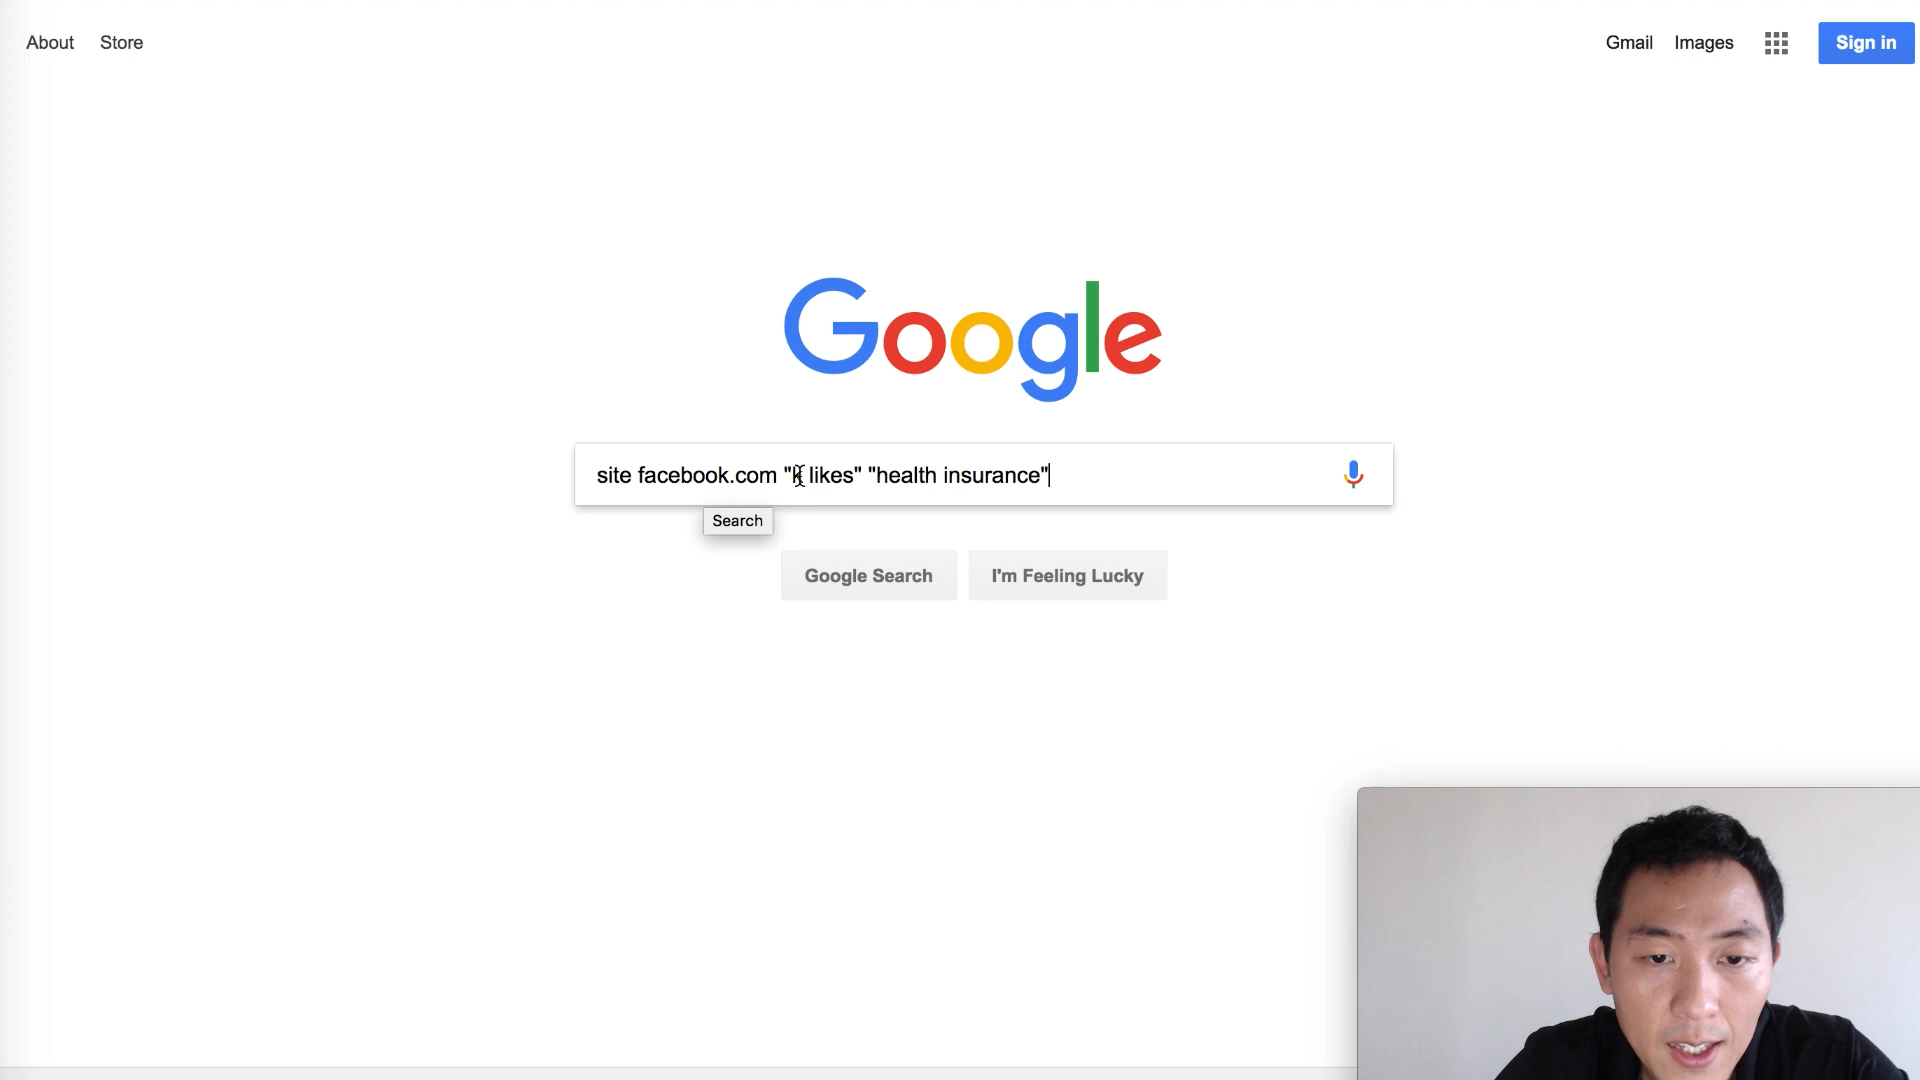 About Store
Gmail Images Sign in
Google
site facebook.com "k likes" "health insurance"
Search
Google Search I'm Feeling Lucky